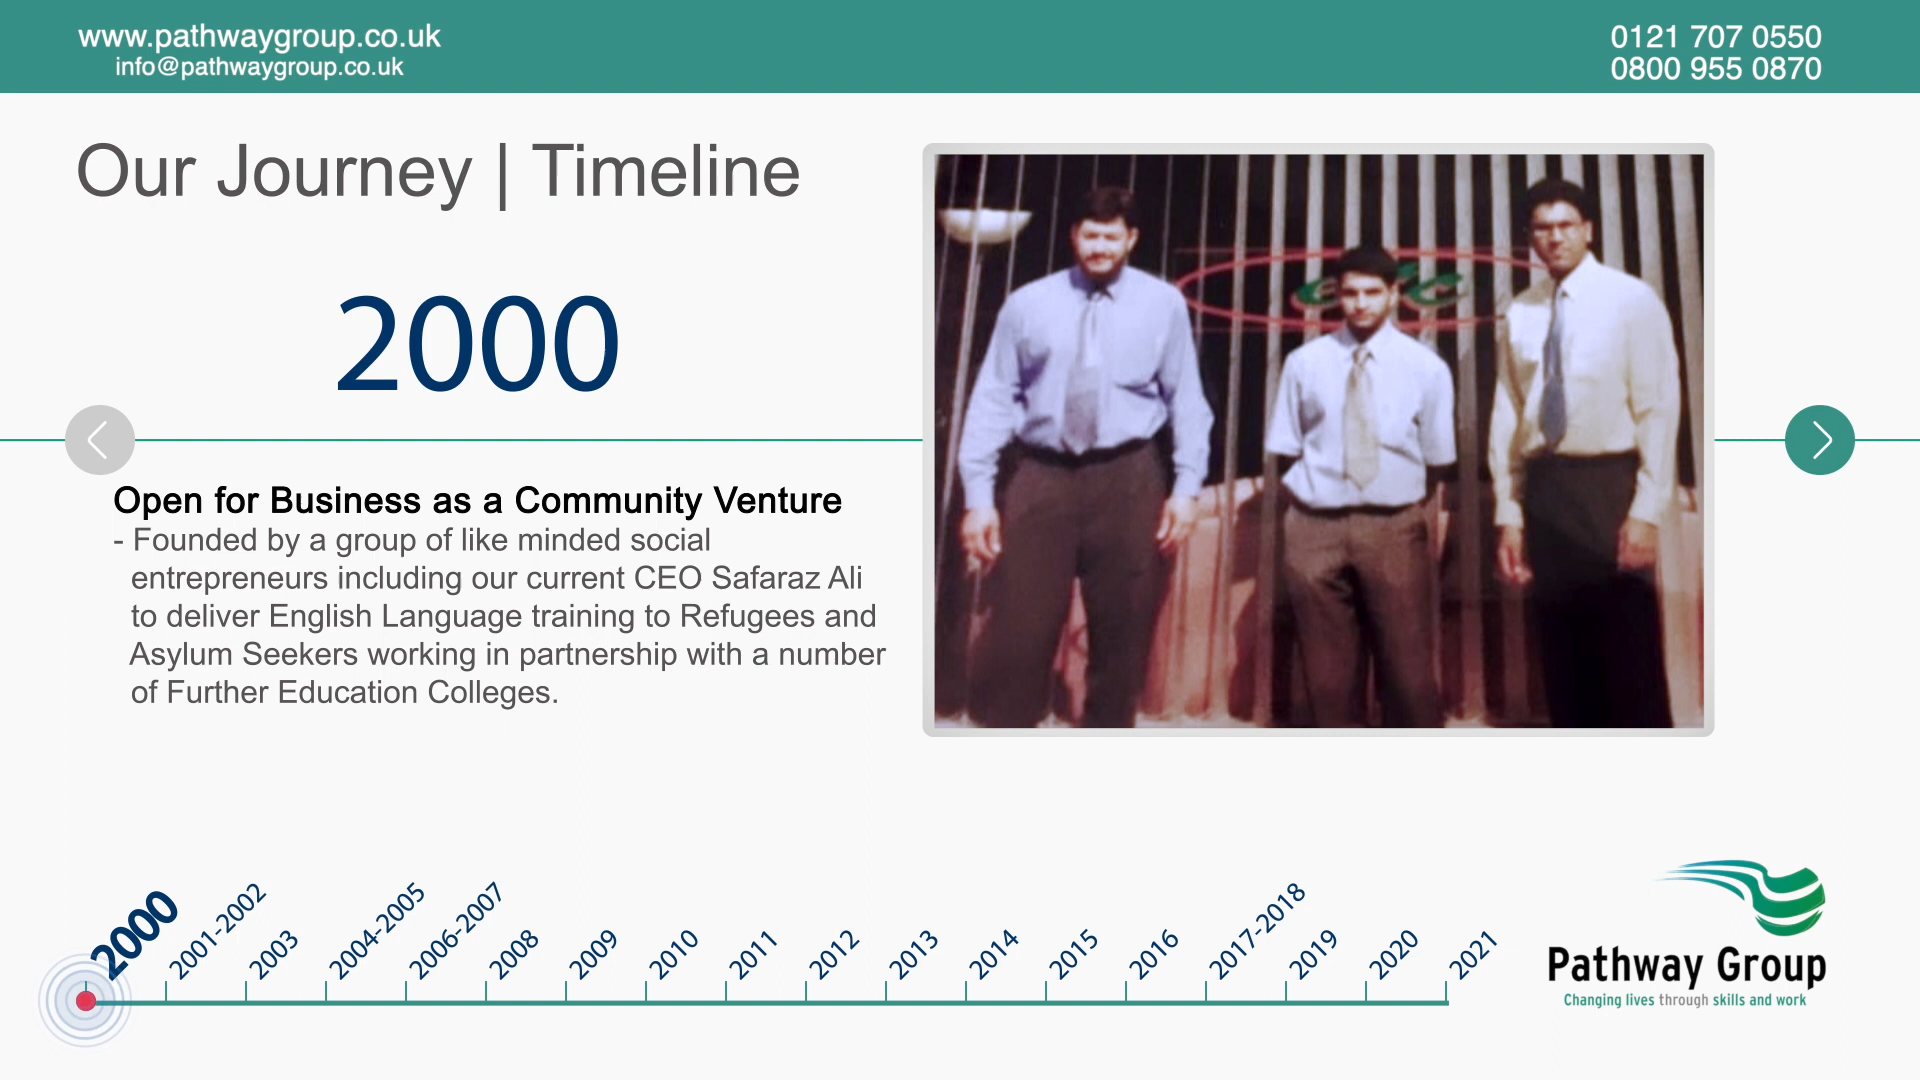 www.pathwaygroup.co.uk
info@pathwaygroup.co.uk
0121 707 0550
0800 955 0870
Our Journey | Timeline
2000
Open for Business as a Community Venture
- Founded by a group of like minded social
entrepreneurs including our current CEO Safaraz Ali
to deliver English Language training to Refugees and
Asylum Seekers working in partnership with a number
of Further Education Colleges.
2000
2001-2002
2003
2004-2005
2006-2007
2008
2009
2010
2011
2012
2013
2014
2015
2016
2017-2018
2019
2020
2021
Pathway Group
Changing lives through skills and work